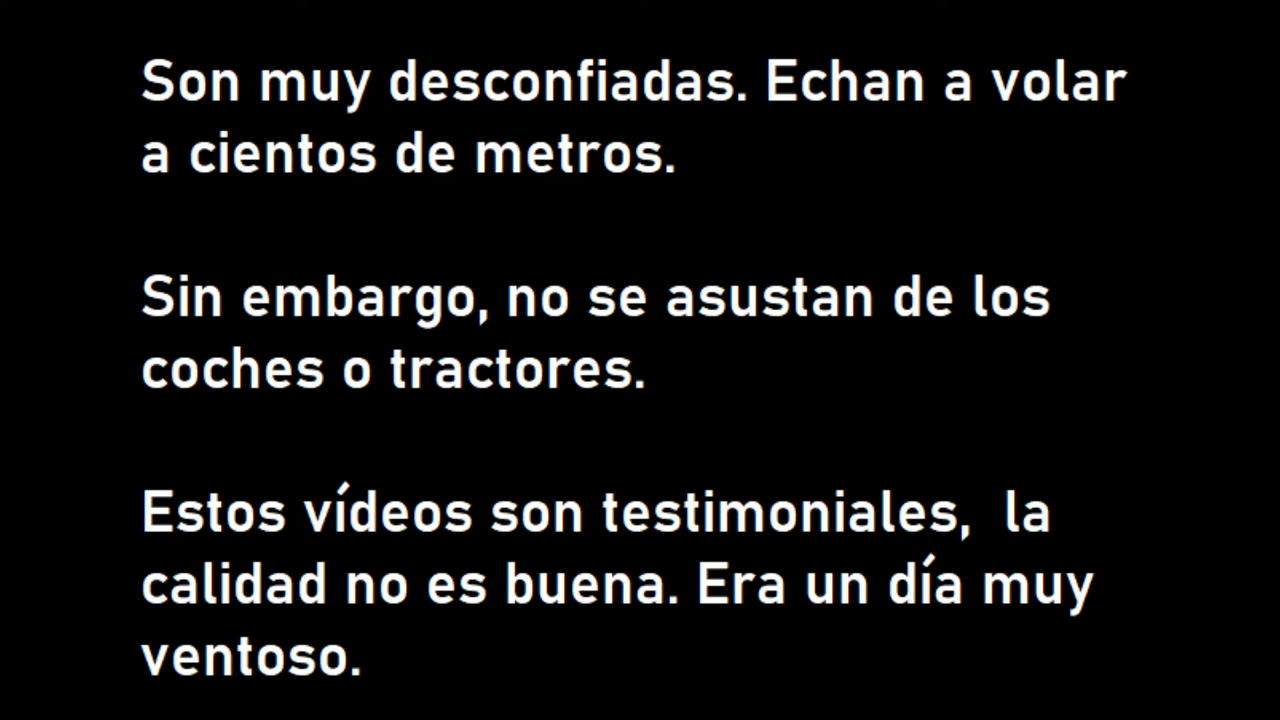 Son muy desconfiadas. Echan a volar
a cientos de metros.
Sin embargo, no se asustan de los
coches o tractores.
Estos vídeos son testimoniales,  la
calidad no es buena. Era un día muy
ventoso.